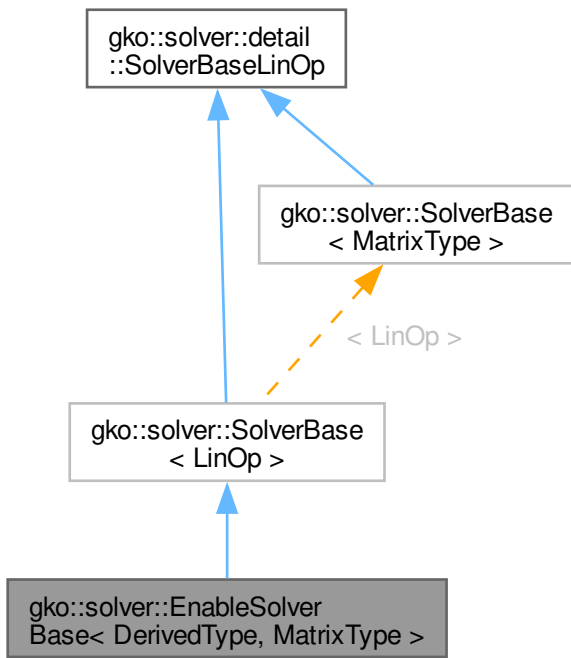 gko::solver::detail
::SolverBaseLinOp
gko::solver::SolverBase
< MatrixType >
< LinOp >
gko::solver::SolverBase
< LinOp >
gko::solver::EnableSolver
Base< DerivedType, MatrixType >